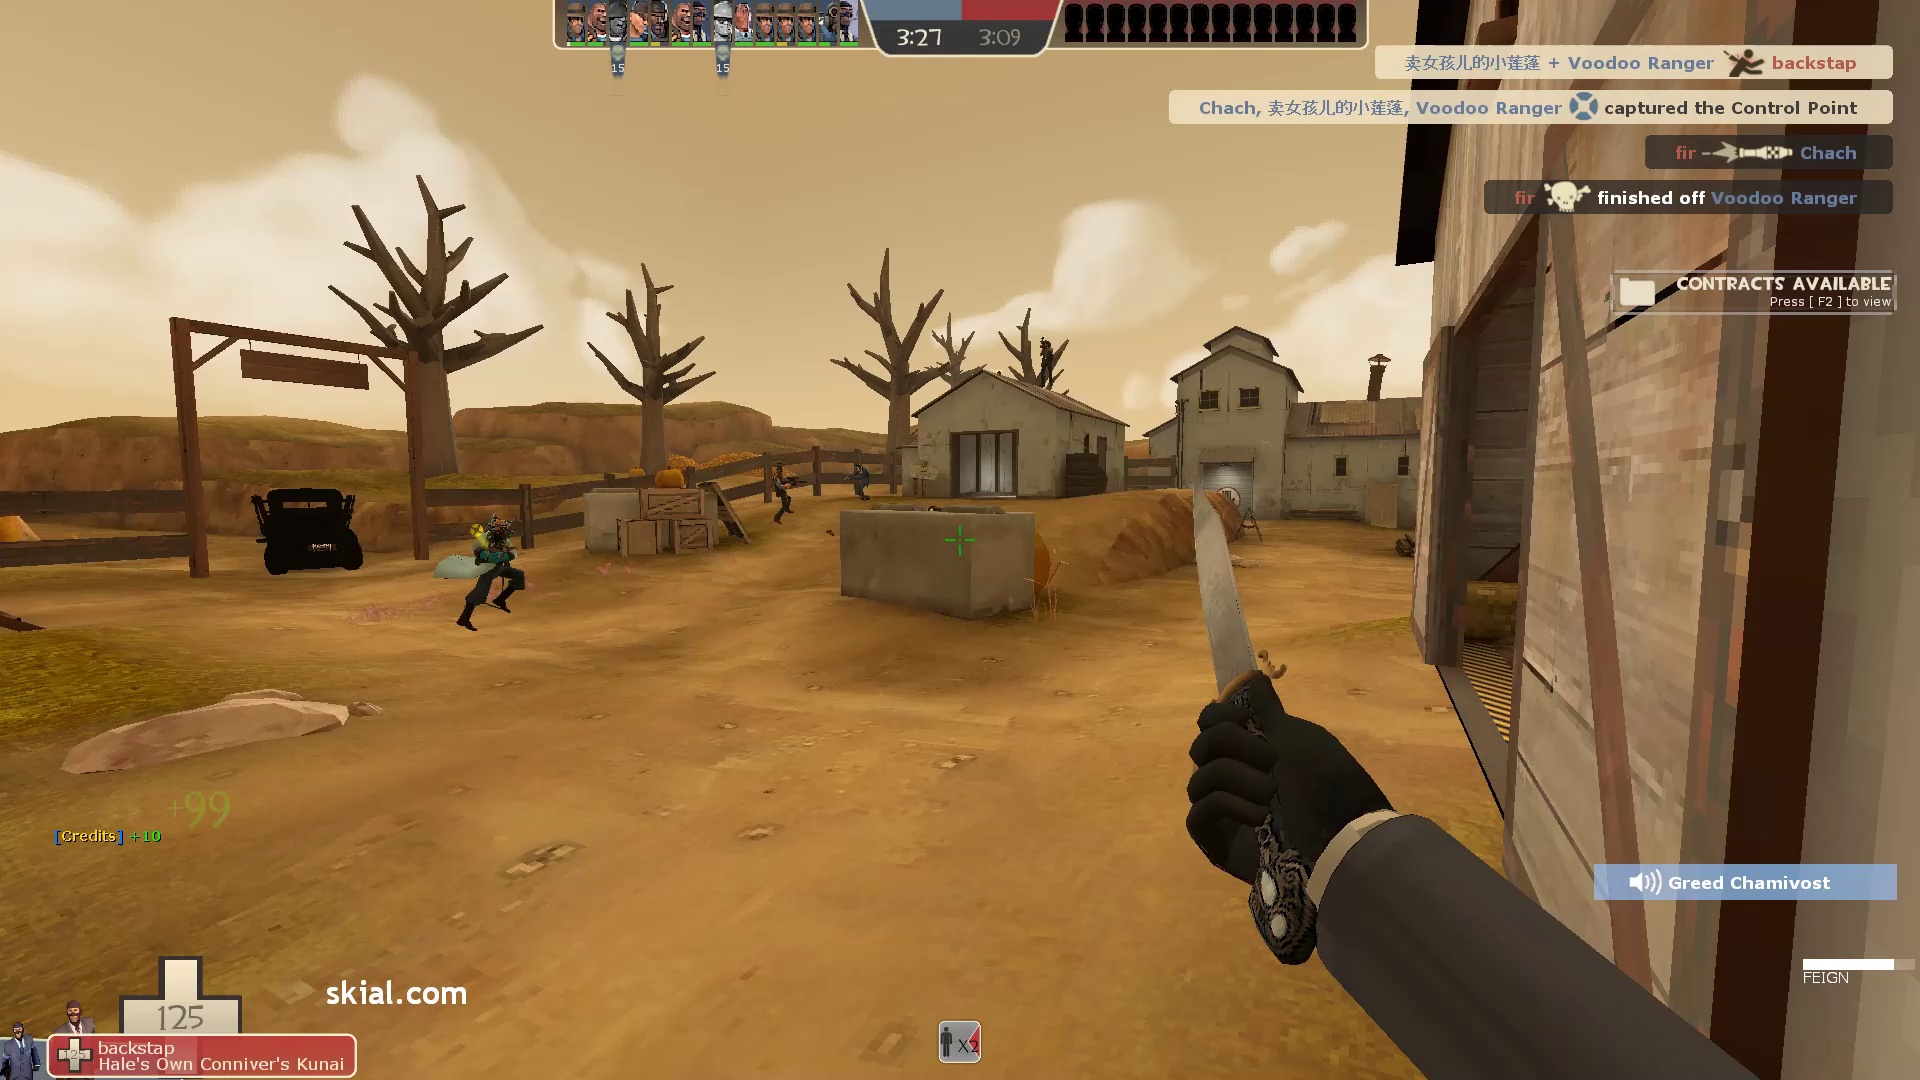 3:27 3:09
15 15
卖女孩儿的小莲蓬 + Voodoo Ranger backstap
Chach, 卖女孩儿的小莲蓬, Voodoo Ranger captured the Control Point
fir Chach
fir finished off Voodoo Ranger
CONTRACTS AVAILABLE
Press [ F2 ] to view
+99
[Credits] +10
Greed Chamivost
FEIGN
skial.com
125
X2
125 backstap
Hale's Own Conniver's Kunai